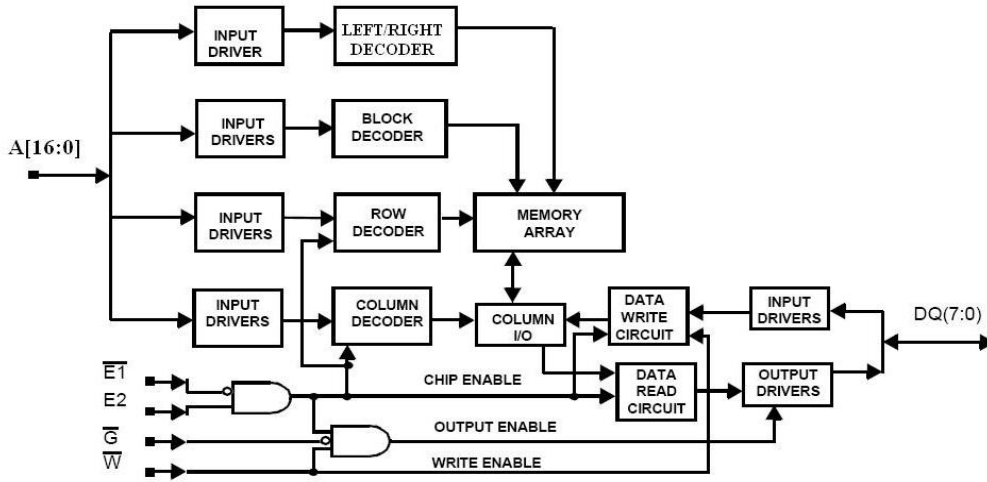 INPUT
DRIVER
LEFT/RIGHT
DECODER
INPUT
DRIVERS
BLOCK
DECODER
A[16:0]
INPUT
DRIVERS
ROW
DECODER
MEMORY
ARRAY
INPUT
DRIVERS
COLUMN
DECODER
COLUMN
I/O
DATA
WRITE
CIRCUIT
INPUT
DRIVERS
DQ(7:0)
E1
E2
CHIP ENABLE
DATA
READ
CIRCUIT
OUTPUT
DRIVERS
G
OUTPUT ENABLE
W
WRITE ENABLE